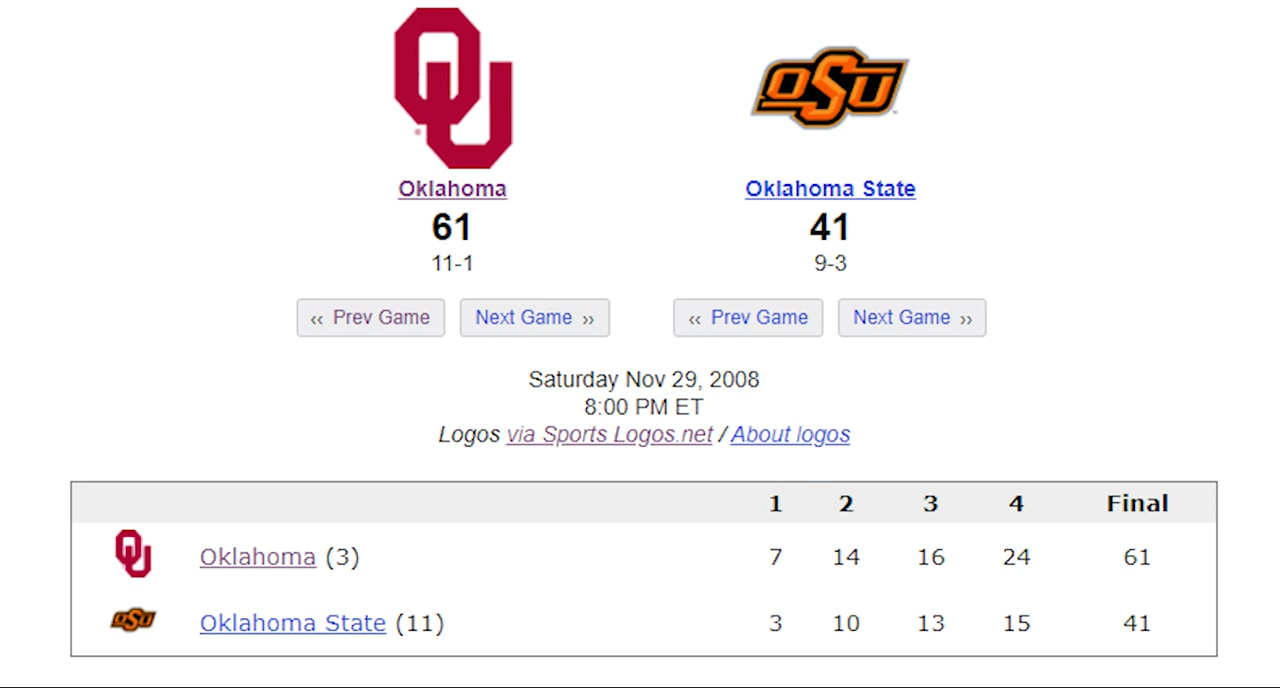 OU
OSU
Oklahoma
Oklahoma State
61
41
11-1
9-3
‹‹ Prev Game
Next Game ››
‹‹ Prev Game
Next Game ››
Saturday Nov 29, 2008
8:00 PM ET
Logos via Sports Logos.net / About logos
1 2 3 4 Final
OU Oklahoma (3) 7 14 16 24 61
OSU Oklahoma State (11) 3 10 13 15 41